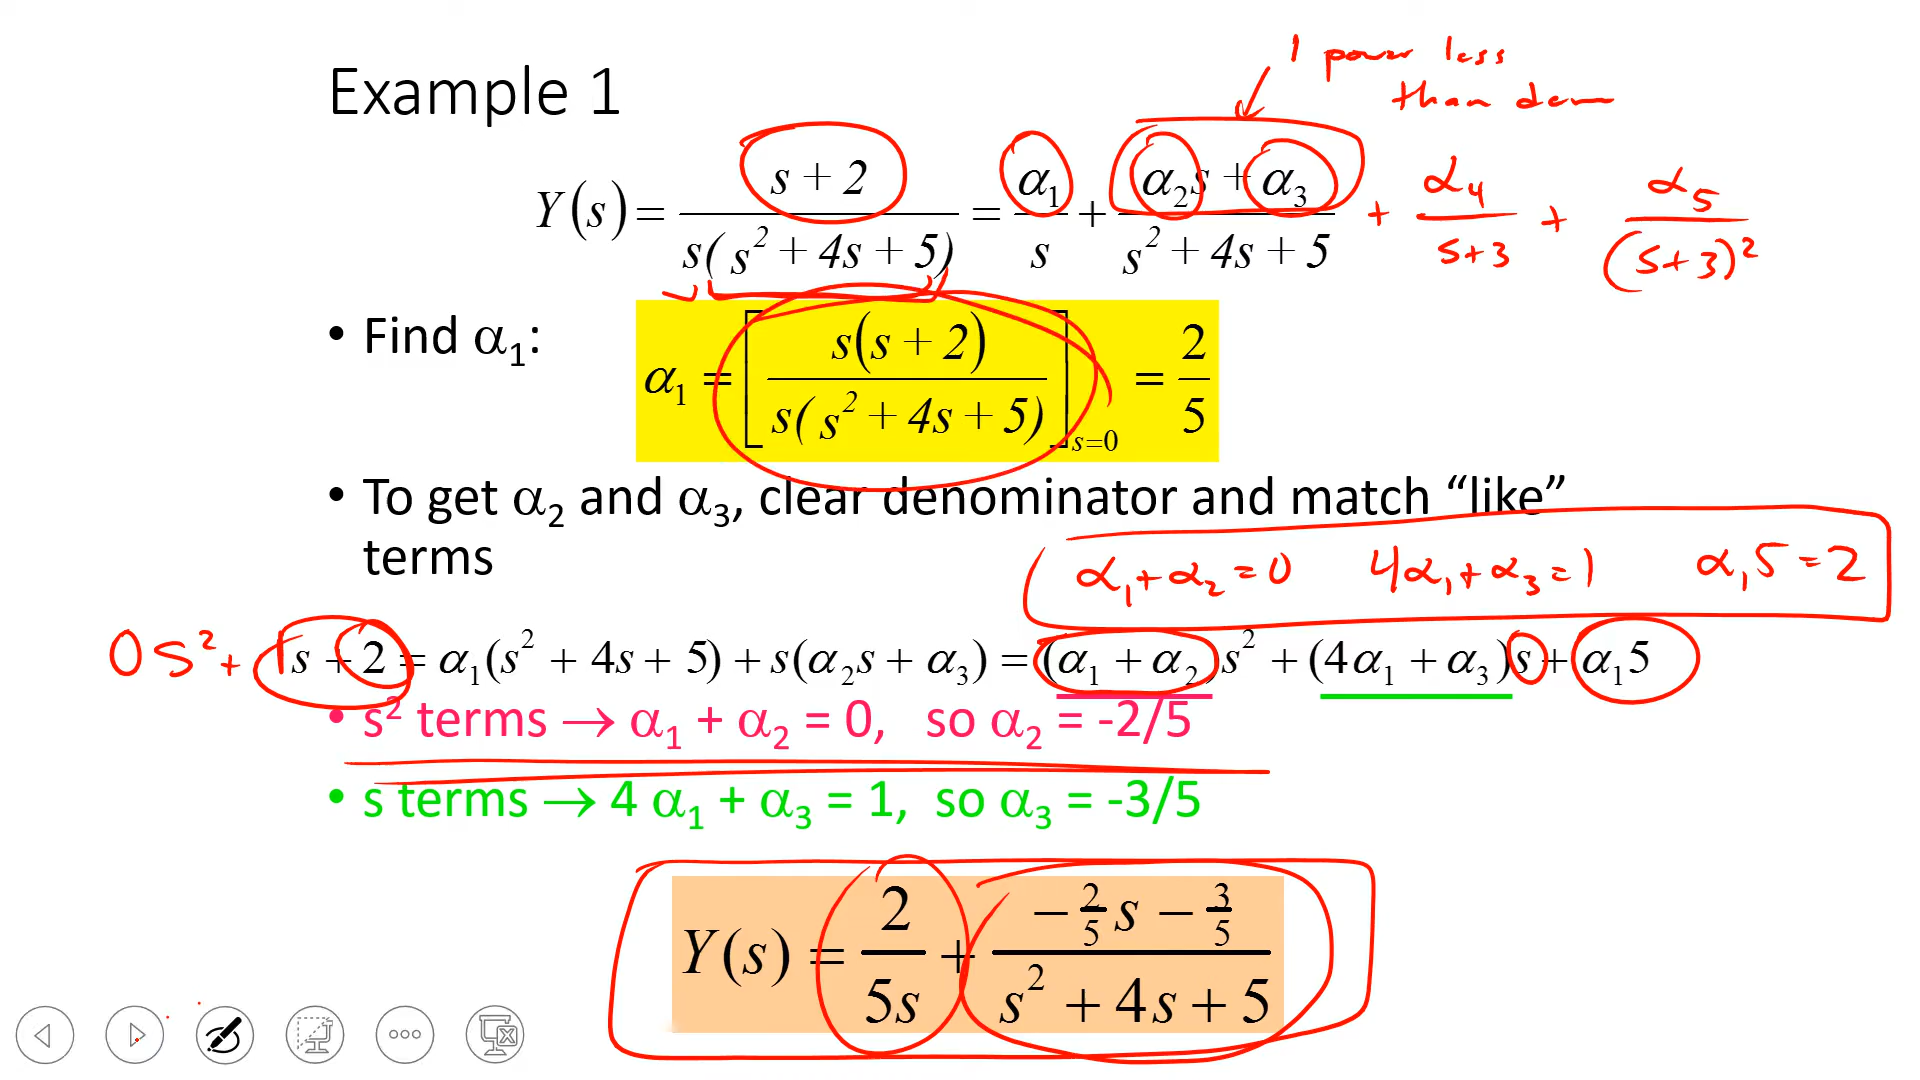 1 power less
than denom
Example 1
Y(s) = s + 2 / s(s² + 4s + 5) = α₁ / s + α₂s + α₃ / s² + 4s + 5 + α₄ / s+3 + α₅ / (s+3)²
• Find α₁:
α₁ = [ s(s + 2) / s(s² + 4s + 5) ]s=0 = 2 / 5
• To get α₂ and α₃, clear denominator and match “like”
terms
α₁+α₂=0 4α₁+α₃=1 α₁5=2
0s² + 1s + 2 = α₁(s² + 4s + 5) + s(α₂s + α₃) = (α₁ + α₂)s² + (4α₁ + α₃)s + α₁5
• s² terms → α₁ + α₂ = 0, so α₂ = -2/5
• s terms → 4 α₁ + α₃ = 1, so α₃ = -3/5
Y(s) = 2 / 5s + −2/5 s − 3/5 / s² + 4s + 5